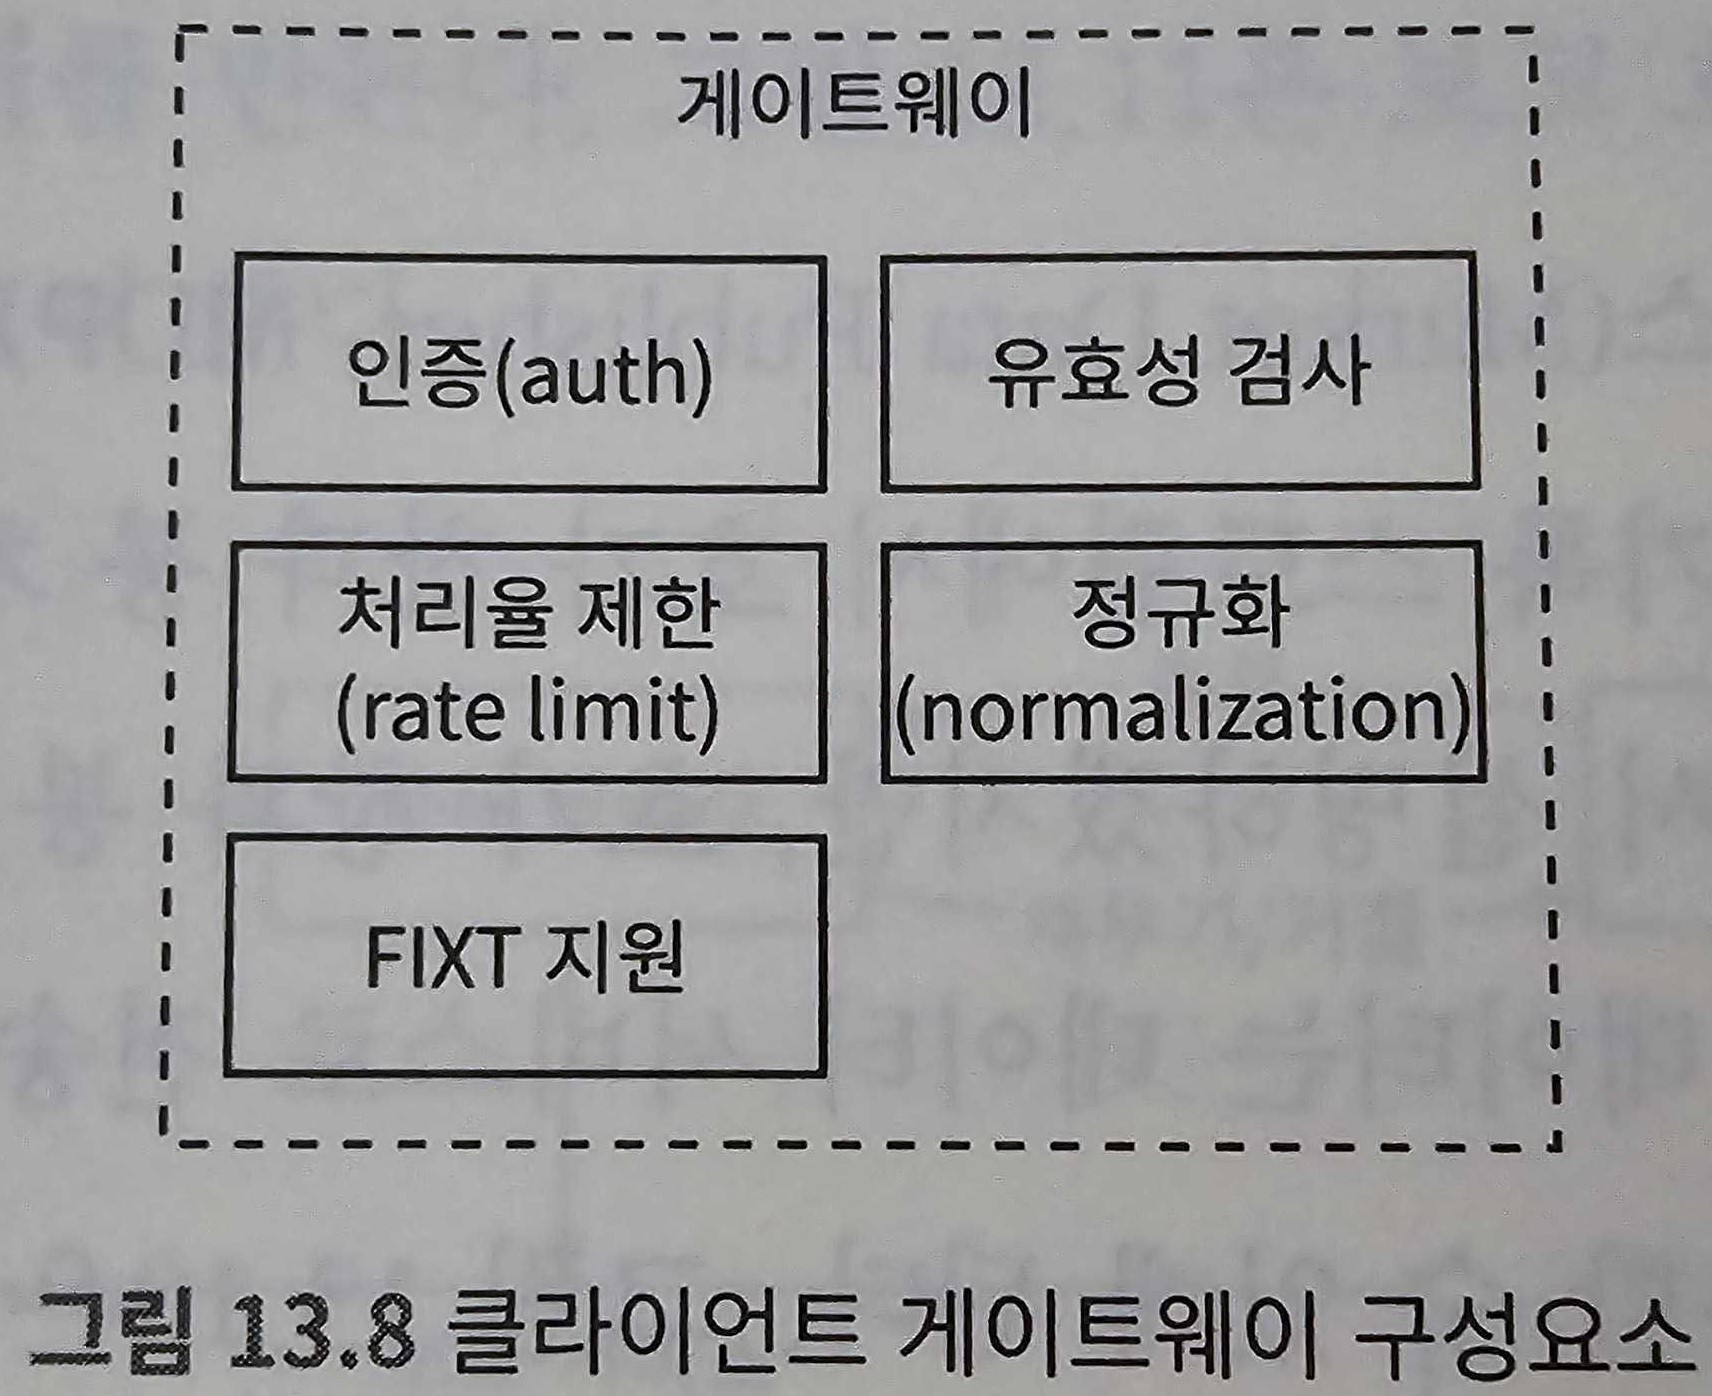 게이트웨이
인증(auth)
유효성 검사
처리율 제한
(rate limit)
정규화
(normalization)
FIXT 지원
그림 13.8 클라이언트 게이트웨이 구성요소